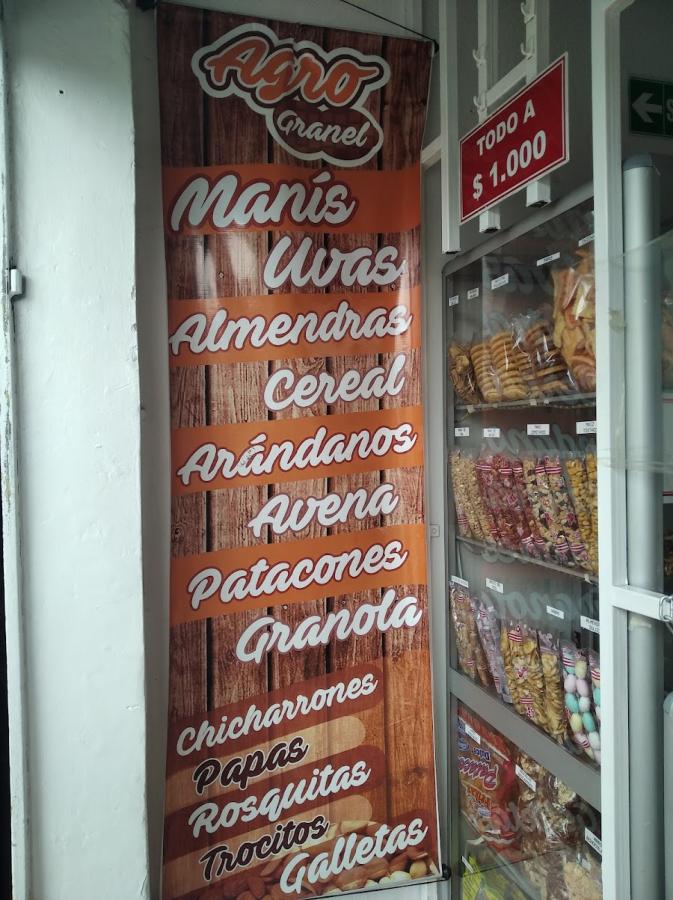 Agro
Granel
Manís
Uvas
Almendras
Cereal
Arándanos
Avena
Patacones
Granola
Chicharrones
Papas
Rosquitas
Trocitos
Galletas
TODO A
$ 1.000